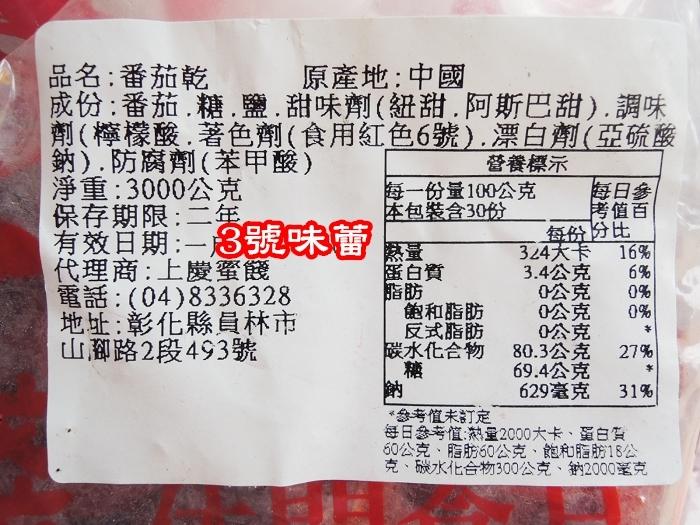 品名:番茄乾 原產地:中國
成份:番茄.糖.鹽.甜味劑(紐甜.阿斯巴甜).調味
劑(檸檬酸.著色劑(食用紅色6號).漂白劑(亞硫酸
鈉).防腐劑(苯甲酸)
淨重:3000公克
保存期限:二年
有效日期:一
3號味蕾
代理商:上慶蜜餞
電話:(04)8336328
地址:彰化縣員林市
山腳路2段493號
營養標示
每一份量100公克
本包裝含30份
每日參
考值百
分比
每份
熱量 324大卡 16%
蛋白質 3.4公克 6%
脂肪 0公克 0%
飽和脂肪 0公克 0%
反式脂肪 0公克 *
碳水化合物 80.3公克 27%
糖 69.4公克 *
鈉 629毫克 31%
*參考值未訂定
每日參考值:熱量2000大卡、蛋白質
60公克、脂肪60公克、飽和脂肪18公
克、碳水化合物300公克、鈉2000毫克